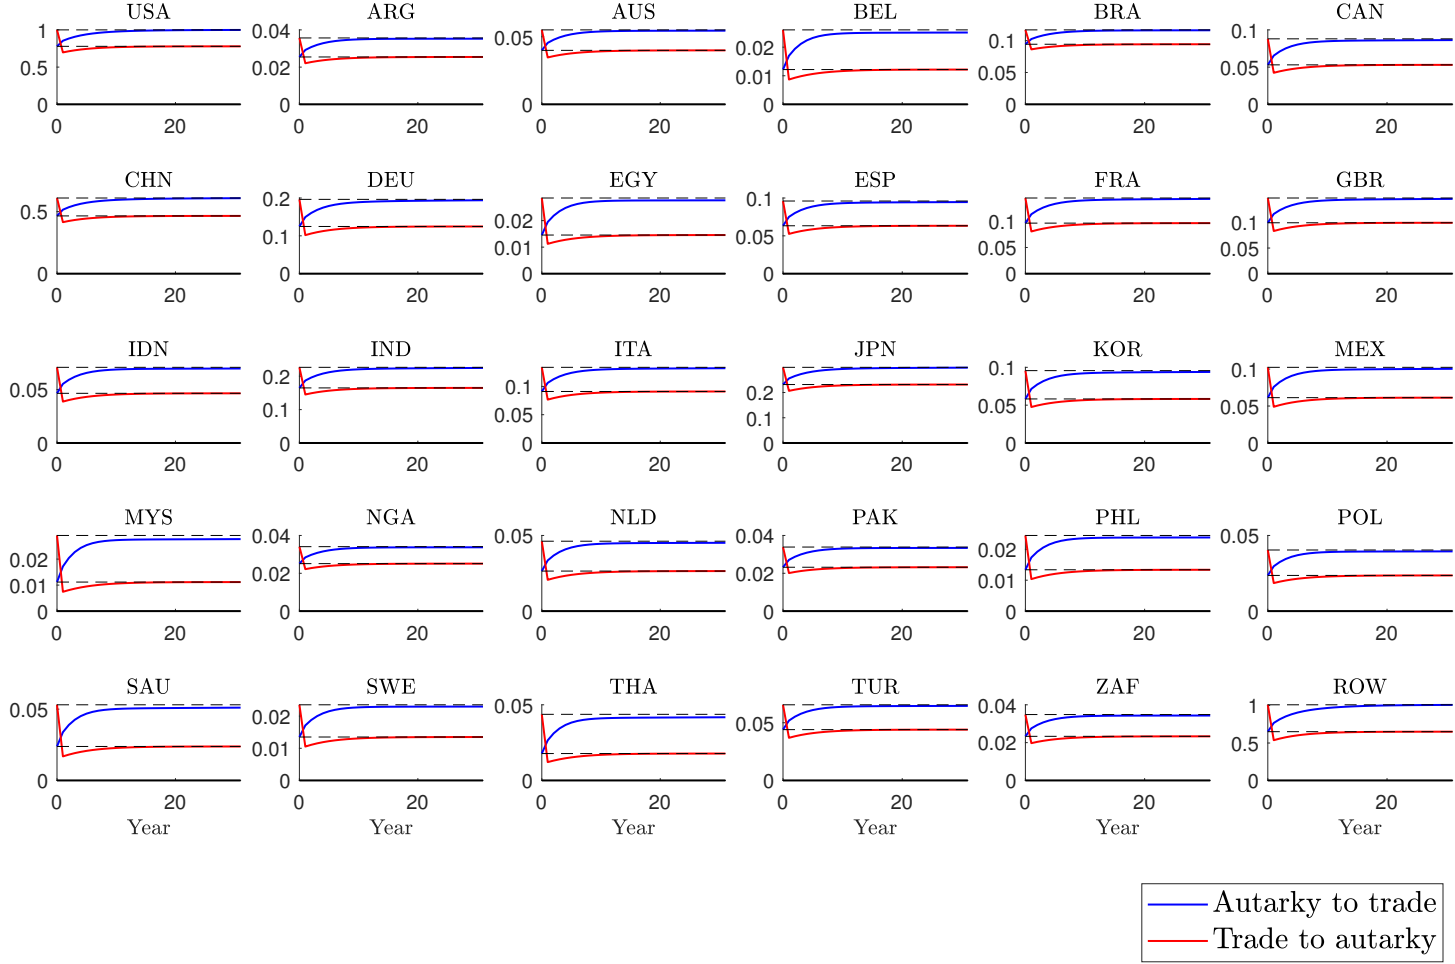 USA ARG AUS BEL BRA CAN
1 0.04 0.05 0.02 0.1 0.1
0.5 0.02 0 0.01 0.05 0.05
0 0 0 0 0
0 20 0 20 0 20 0 20 0 20 0 20
CHN DEU EGY ESP FRA GBR
0.5 0.2 0.02 0.1 0.1 0.1
0 0.1 0.01 0.05 0.05 0.05
0 0 0 0 0
0 20 0 20 0 20 0 20 0 20 0 20
IDN IND ITA JPN KOR MEX
0.05 0.2 0.1 0.2 0.1 0.1
0 0.1 0.05 0.1 0.05 0.05
0 0 0 0 0
0 20 0 20 0 20 0 20 0 20 0 20
MYS NGA NLD PAK PHL POL
0.02 0.04 0.05 0.04 0.02 0.05
0.01 0.02 0 0.02 0.01 0
0 0 0 0
0 20 0 20 0 20 0 20 0 20 0 20
SAU SWE THA TUR ZAF ROW
0.05 0.02 0.05 0.05 0.04 1
0 0.01 0 0 0.02 0.5
0 0 0
0 20 0 20 0 20 0 20 0 20 0 20
Year Year Year Year Year Year
Autarky to trade
Trade to autarky